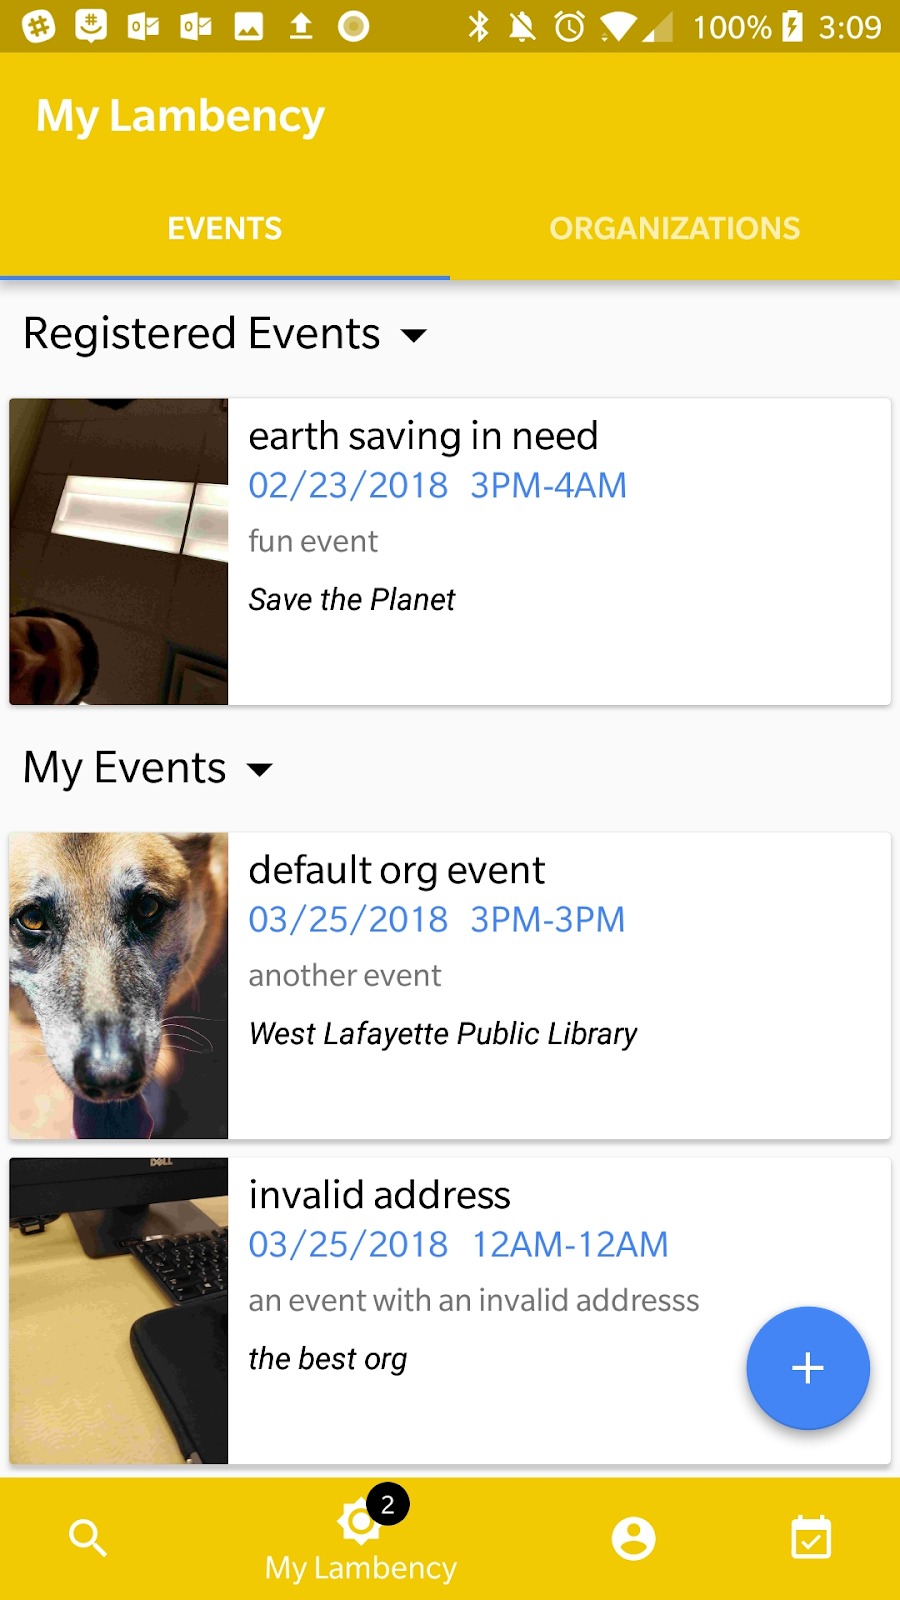 100% 3:09
My Lambency
EVENTS ORGANIZATIONS
Registered Events
earth saving in need
02/23/2018 3PM-4AM
fun event
Save the Planet
My Events
default org event
03/25/2018 3PM-3PM
another event
West Lafayette Public Library
DELL
invalid address
03/25/2018 12AM-12AM
an event with an invalid addresss
the best org
2
My Lambency